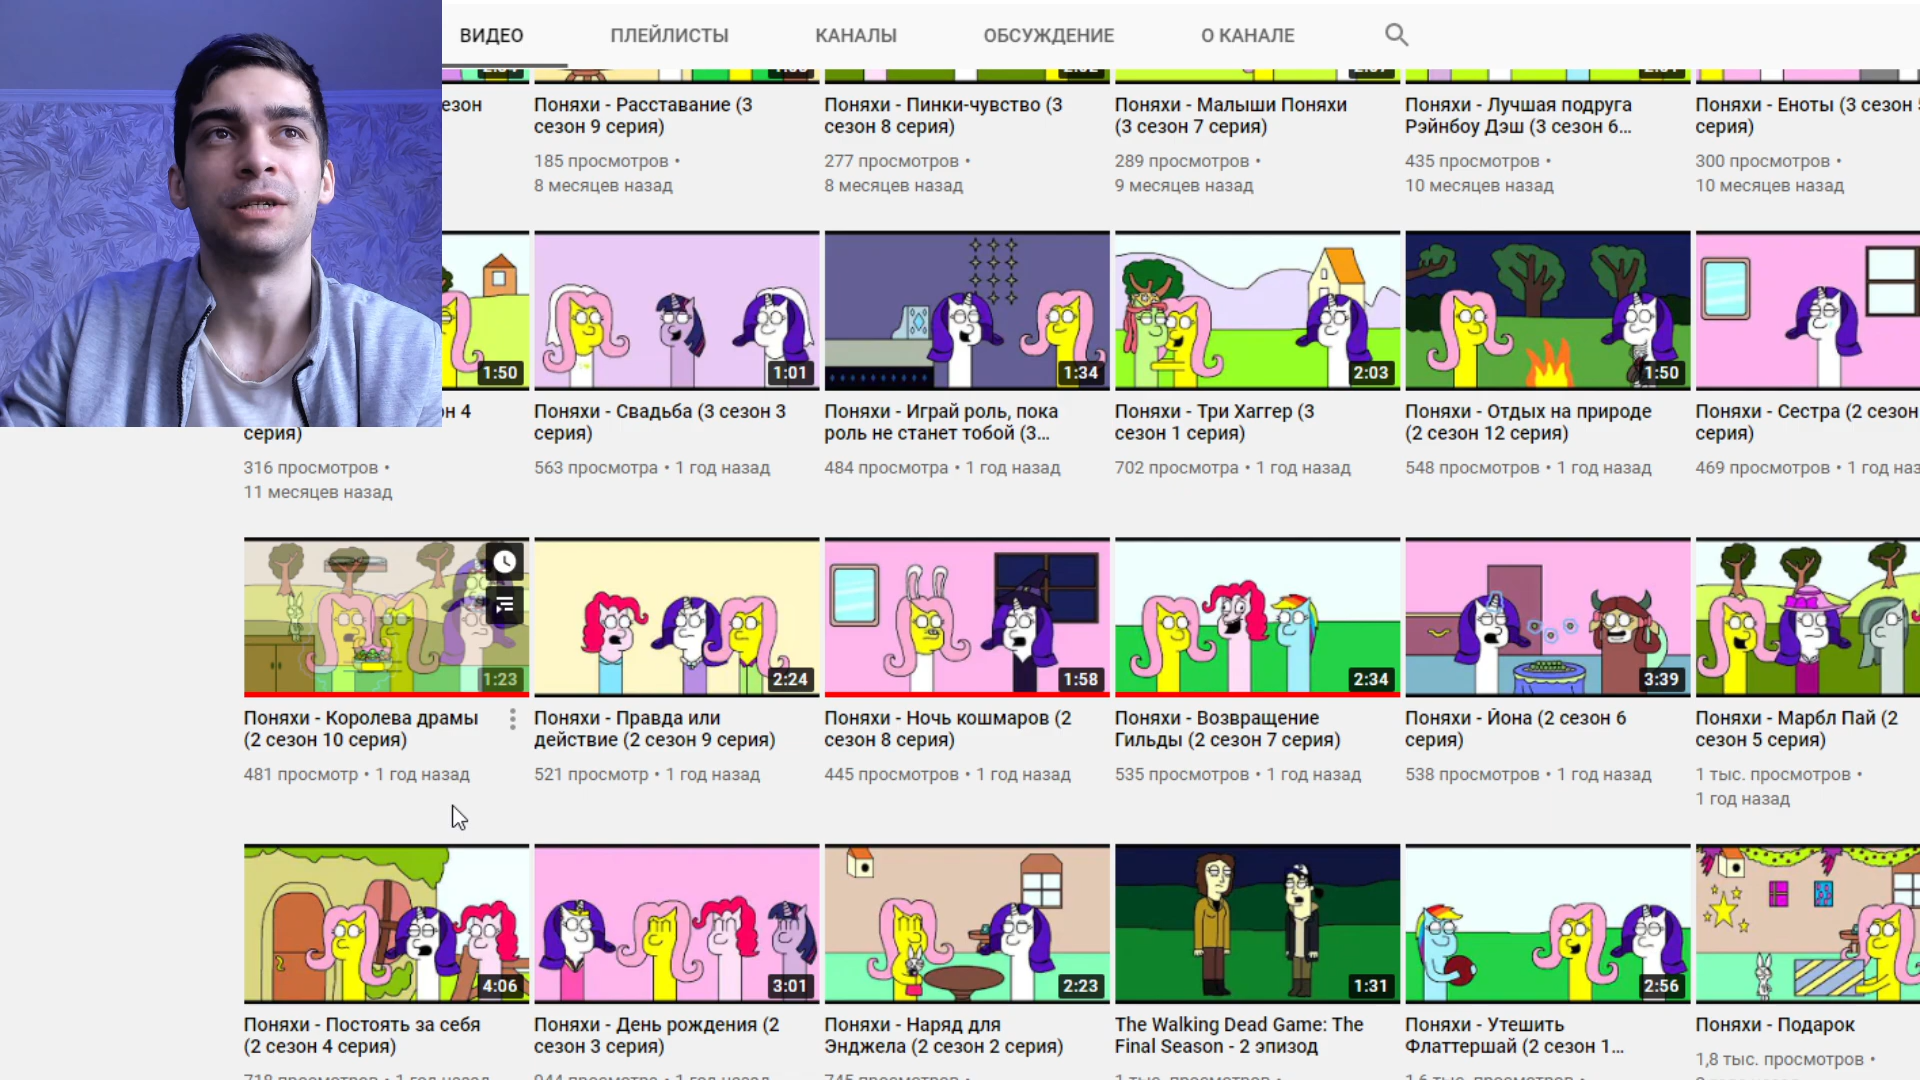 ВИДЕО
ПЛЕЙЛИСТЫ
КАНАЛЫ
ОБСУЖДЕНИЕ
О КАНАЛЕ
Поняхи - Расставание (3
сезон 9 серия)
185 просмотров •
8 месяцев назад
Поняхи - Пинки-чувство (3
сезон 8 серия)
277 просмотров •
8 месяцев назад
Поняхи - Малыши Поняхи
(3 сезон 7 серия)
289 просмотров •
9 месяцев назад
Поняхи - Лучшая подруга
Рэйнбоу Дэш (3 сезон 6...
435 просмотров •
10 месяцев назад
Поняхи - Еноты (3 сезон 5
серия)
300 просмотров •
10 месяцев назад
1:50
н 4
серия)
316 просмотров •
11 месяцев назад
1:01
Поняхи - Свадьба (3 сезон 3
серия)
563 просмотра • 1 год назад
1:34
Поняхи - Играй роль, пока
роль не станет тобой (3...
484 просмотра • 1 год назад
2:03
Поняхи - Три Хаггер (3
сезон 1 серия)
702 просмотра • 1 год назад
1:50
Поняхи - Отдых на природе
(2 сезон 12 серия)
548 просмотров • 1 год назад
Поняхи - Сестра (2 сезон
серия)
469 просмотров • 1 год наз
1:23
Поняхи - Королева драмы
(2 сезон 10 серия)
481 просмотр • 1 год назад
2:24
Поняхи - Правда или
действие (2 сезон 9 серия)
521 просмотр • 1 год назад
1:58
Поняхи - Ночь кошмаров (2
сезон 8 серия)
445 просмотров • 1 год назад
2:34
Поняхи - Возвращение
Гильды (2 сезон 7 серия)
535 просмотров • 1 год назад
3:39
Поняхи - Йона (2 сезон 6
серия)
538 просмотров • 1 год назад
Поняхи - Марбл Пай (2
сезон 5 серия)
1 тыс. просмотров •
1 год назад
4:06
Поняхи - Постоять за себя
(2 сезон 4 серия)
3:01
Поняхи - День рождения (2
сезон 3 серия)
2:23
Поняхи - Наряд для
Энджела (2 сезон 2 серия)
1:31
The Walking Dead Game: The
Final Season - 2 эпизод
2:56
Поняхи - Утешить
Флаттершай (2 сезон 1...
Поняхи - Подарок
1,8 тыс. просмотров •